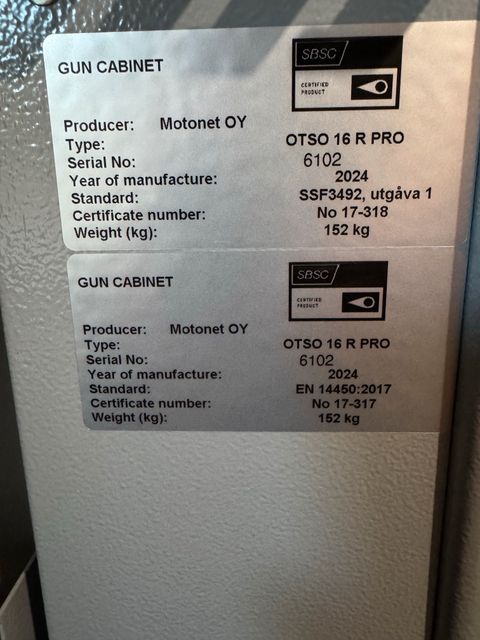 GUN CABINET
SBSC
CERTIFIED
PRODUCT
Producer: Motonet OY
Type: OTSO 16 R PRO
Serial No: 6102
Year of manufacture: 2024
Standard: SSF3492, utgåva 1
Certificate number: No 17-318
Weight (kg): 152 kg
GUN CABINET
SBSC
CERTIFIED
PRODUCT
Producer: Motonet OY
Type: OTSO 16 R PRO
Serial No: 6102
Year of manufacture: 2024
Standard: EN 14450:2017
Certificate number: No 17-317
Weight (kg): 152 kg